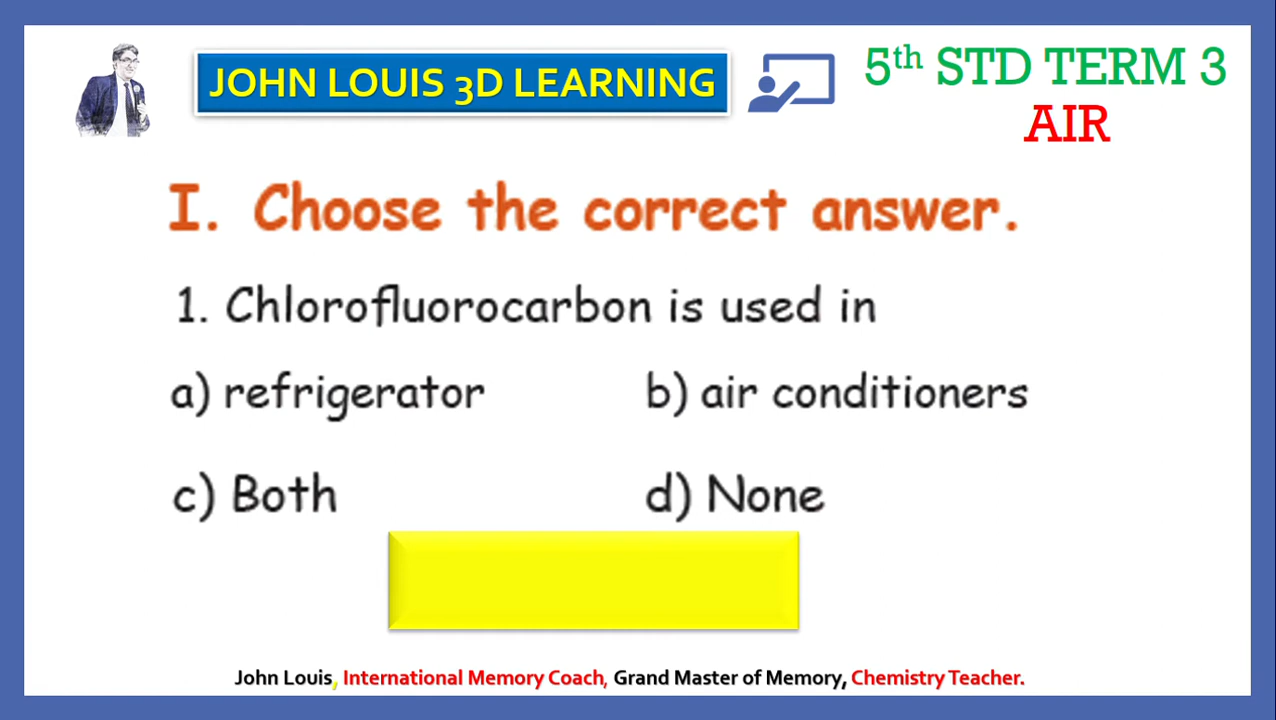 JOHN LOUIS 3D LEARNING
5th STD TERM 3
AIR
I. Choose the correct answer.
1. Chlorofluorocarbon is used in
a) refrigerator b) air conditioners
c) Both d) None
John Louis, International Memory Coach, Grand Master of Memory, Chemistry Teacher.